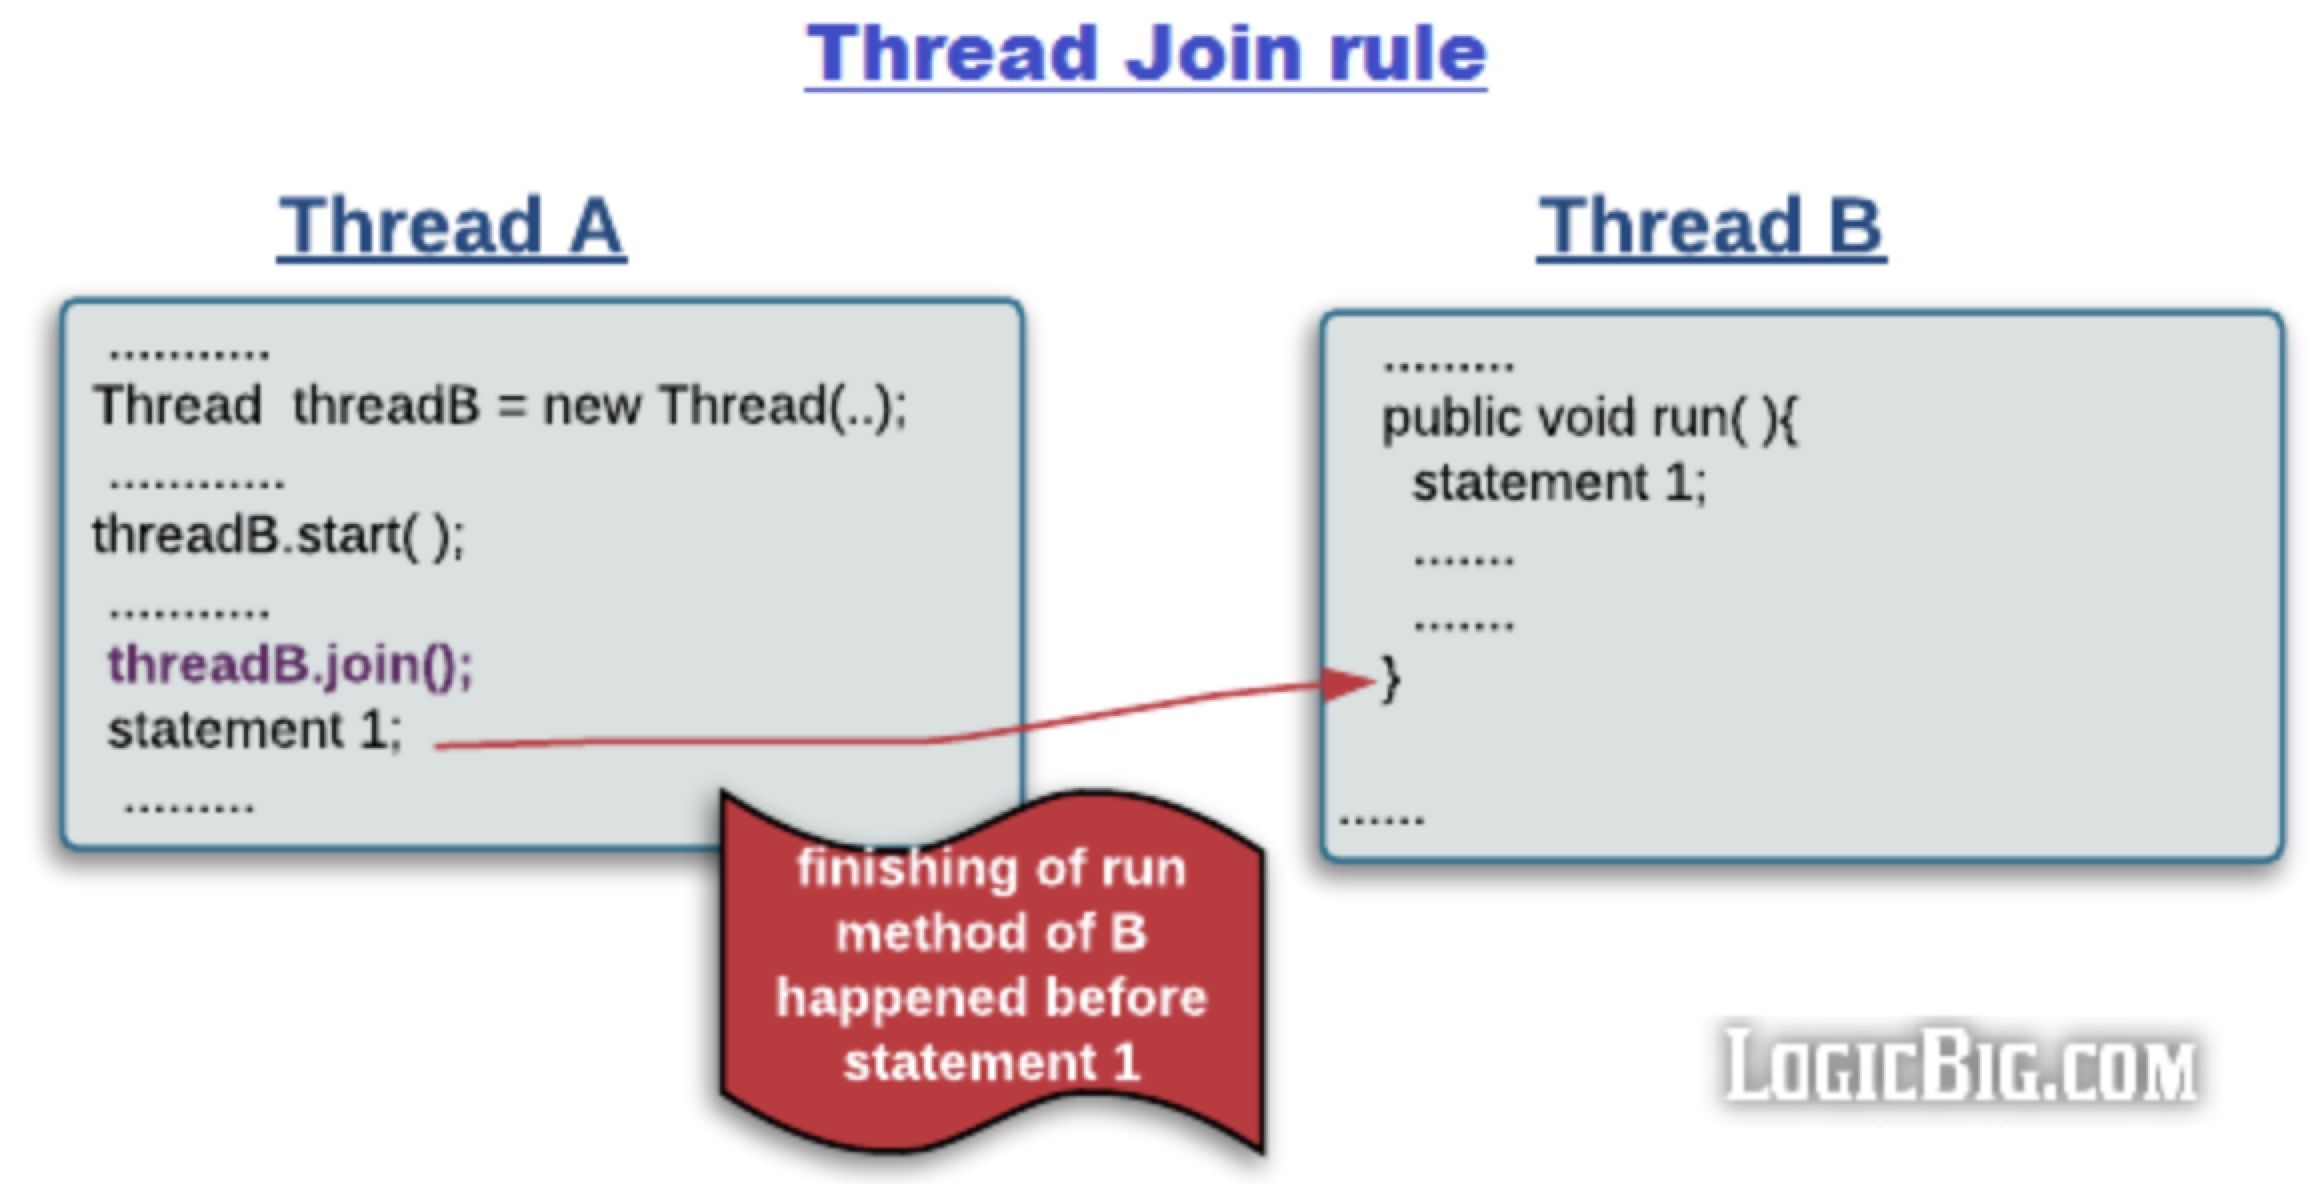 Thread Join rule
Thread A
...........
Thread threadB = new Thread(..);
............
threadB.start( );
...........
threadB.join();
statement 1;
.........
Thread B
.........
public void run( ){
statement 1;
.......
.......
}
......
finishing of run
method of B
happened before
statement 1
LogicBig.com